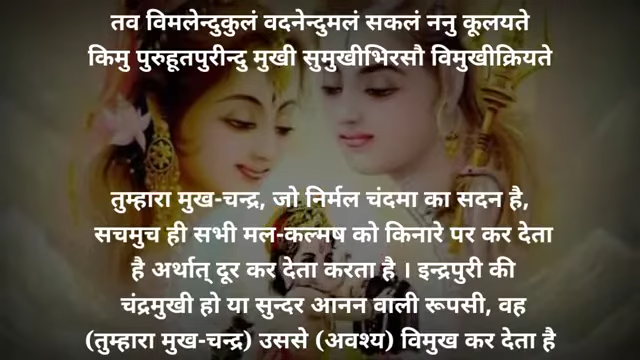 तव विमलेन्दुकुलं वदनेन्दुमलं सकलं ननु कूलयते
किमु पुरुहूतपुरीन्दु मुखी सुमुखीभिरसौ विमुखीक्रियते
तुम्हारा मुख-चन्द्र, जो निर्मल चंदमा का सदन है,
सचमुच ही सभी मल-कल्मष को किनारे पर कर देता
है अर्थात् दूर कर देता करता है । इन्द्रपुरी की
चंद्रमुखी हो या सुन्दर आनन वाली रूपसी, वह
(तुम्हारा मुख-चन्द्र) उससे (अवश्य) विमुख कर देता है